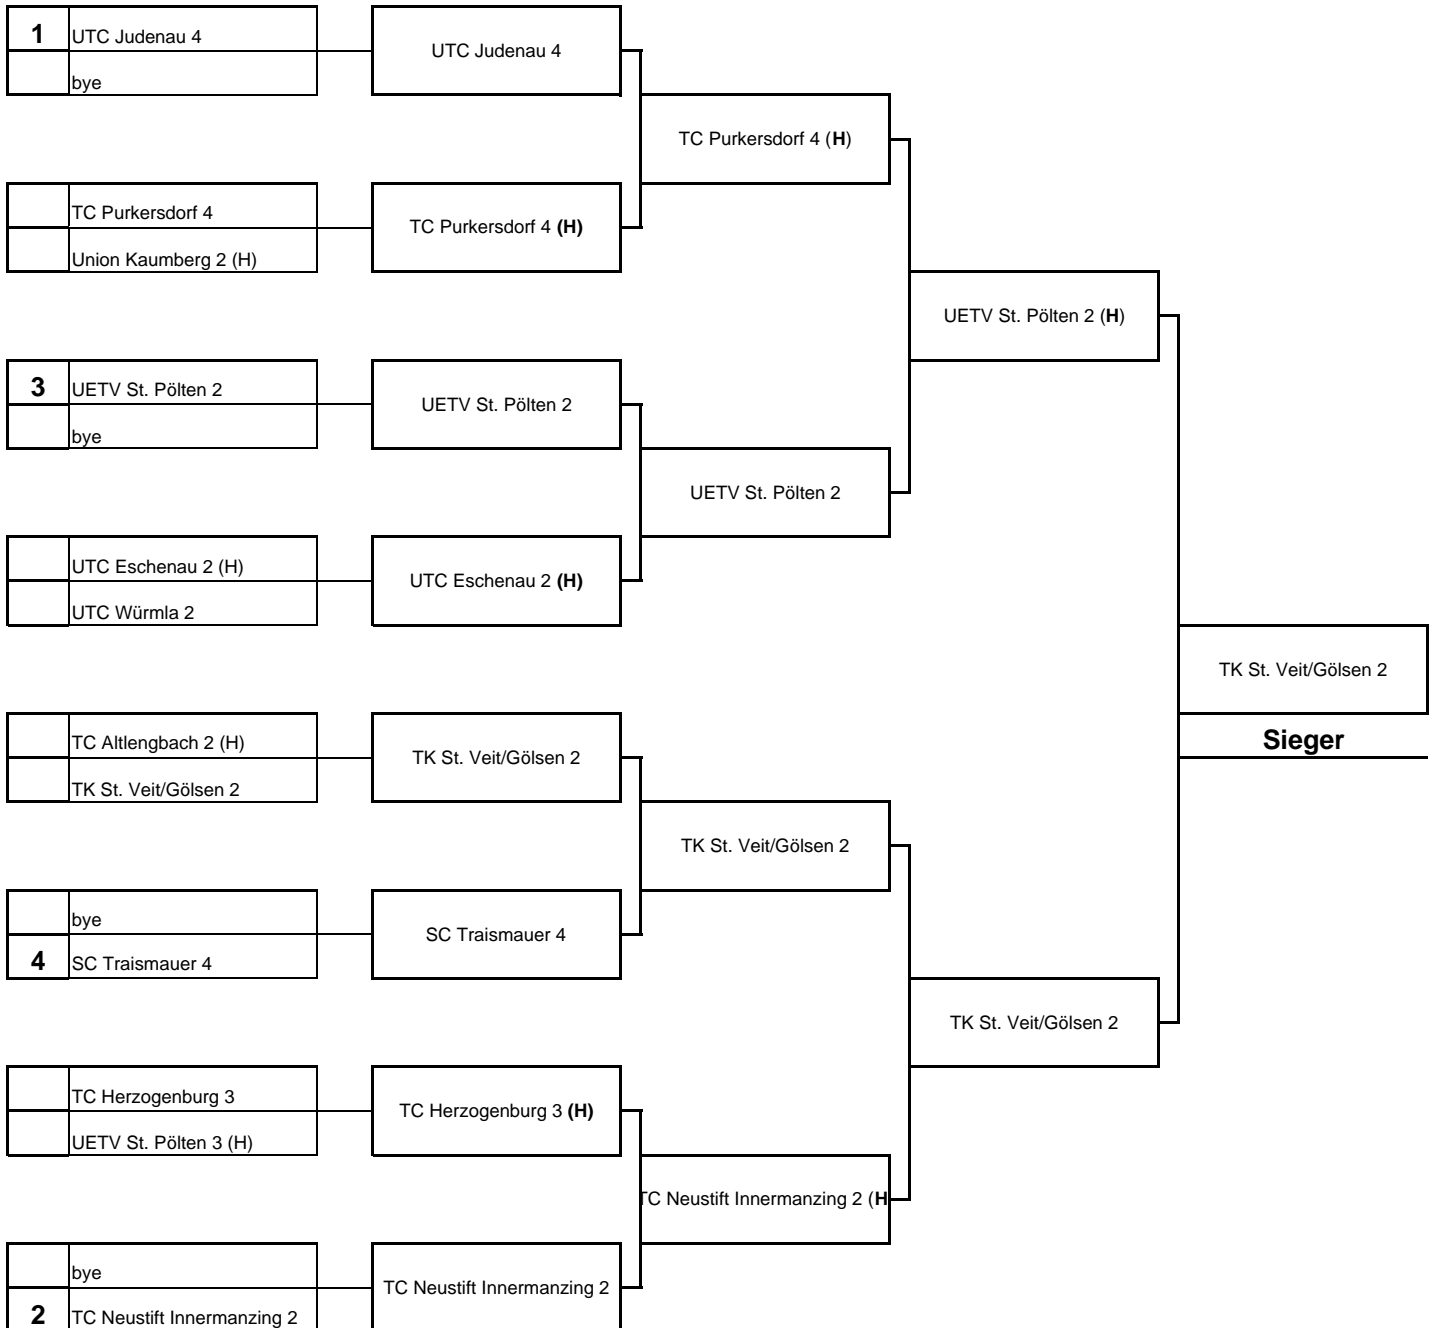 1 UTC Judenau 4
bye
TC Purkersdorf 4
Union Kaumberg 2 (H)
3 UETV St. Pölten 2
bye
UTC Eschenau 2 (H)
UTC Würmla 2
TC Altlengbach 2 (H)
TK St. Veit/Gölsen 2
bye
4 SC Traismauer 4
TC Herzogenburg 3
UETV St. Pölten 3 (H)
bye
2 TC Neustift Innermanzing 2
UTC Judenau 4
TC Purkersdorf 4 (H)
UETV St. Pölten 2
UTC Eschenau 2 (H)
TK St. Veit/Gölsen 2
SC Traismauer 4
TC Herzogenburg 3 (H)
TC Neustift Innermanzing 2
TC Purkersdorf 4 (H)
UETV St. Pölten 2
TK St. Veit/Gölsen 2
TC Neustift Innermanzing 2 (H
UETV St. Pölten 2 (H)
TK St. Veit/Gölsen 2
TK St. Veit/Gölsen 2
Sieger